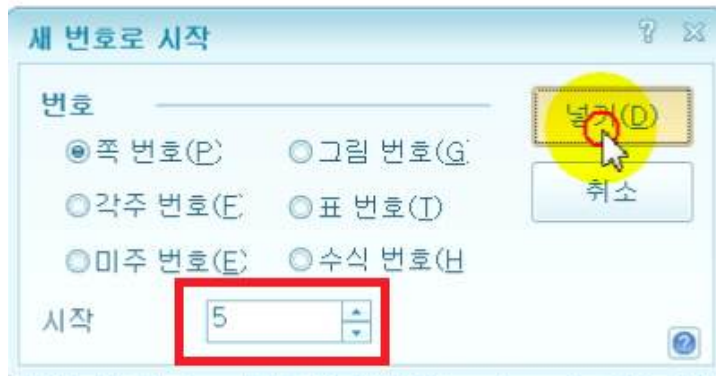 새 번호로 시작
번호
넣기(D)
쪽 번호(P) 그림 번호(G
취소
각주 번호(F 표 번호(T)
미주 번호(E) 수식 번호(H
시작 5